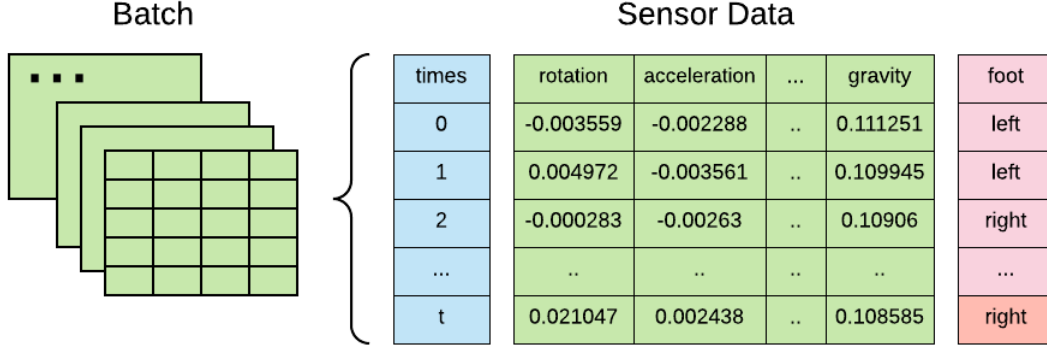 Batch
Sensor Data
...
times rotation acceleration ... gravity foot
0 -0.003559 -0.002288 .. 0.111251 left
1 0.004972 -0.003561 .. 0.109945 left
2 -0.000283 -0.00263 .. 0.10906 right
... .. .. .. .. ...
t 0.021047 0.002438 .. 0.108585 right